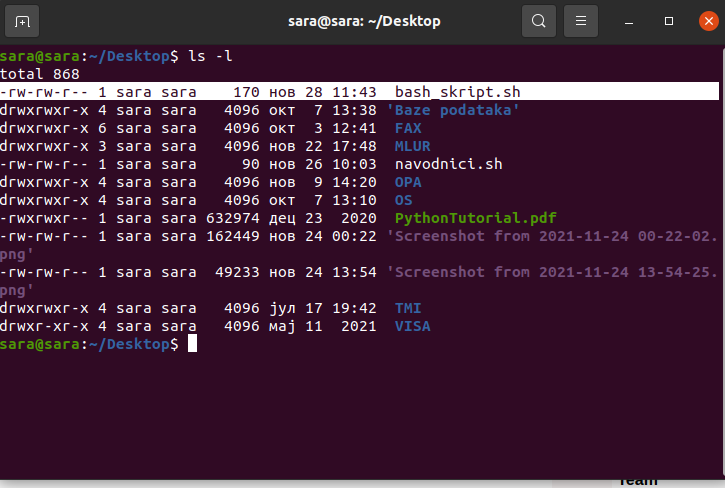 sara@sara: ~/Desktop
sara@sara:~/Desktop$ ls -l
total 868
-rw-rw-r-- 1 sara sara    170 нов 28 11:43  bash_skript.sh
drwxrwxr-x 4 sara sara   4096 окт  7 13:38 'Baze podataka'
drwxrwxr-x 6 sara sara   4096 окт  3 12:41  FAX
drwxrwxr-x 3 sara sara   4096 нов 22 17:48  MLUR
-rw-rw-r-- 1 sara sara     90 нов 26 10:03  navodnici.sh
drwxrwxr-x 4 sara sara   4096 нов  9 14:20  OPA
drwxrwxr-x 4 sara sara   4096 окт  7 13:10  OS
-rwxrwxr-- 1 sara sara 632974 дец 23  2020  PythonTutorial.pdf
-rw-rw-r-- 1 sara sara 162449 нов 24 00:22 'Screenshot from 2021-11-24 00-22-02.
png'
-rw-rw-r-- 1 sara sara  49233 нов 24 13:54 'Screenshot from 2021-11-24 13-54-25.
png'
drwxrwxr-x 4 sara sara   4096 јул 17 19:42  TMI
drwxr-xr-x 4 sara sara   4096 мај 11  2021  VISA
sara@sara:~/Desktop$
Team